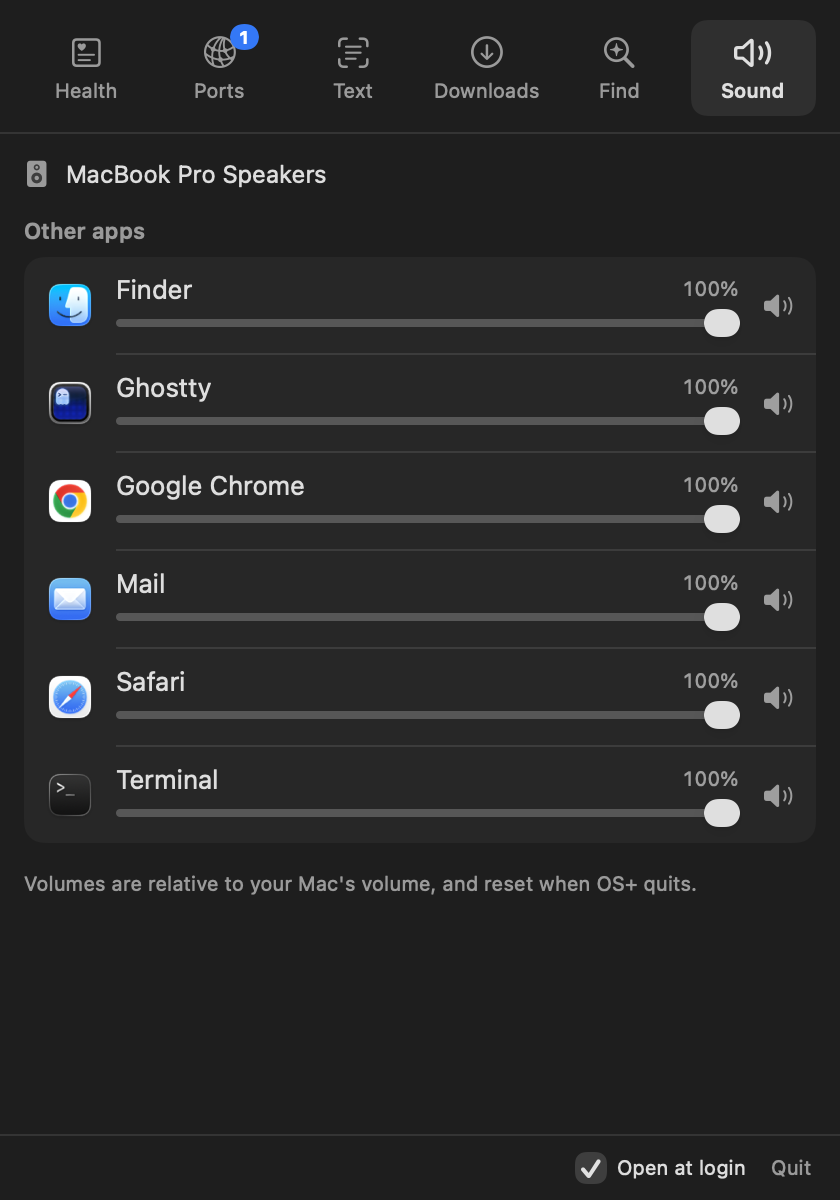 Health
Ports
1
Text
Downloads
Find
Sound
MacBook Pro Speakers
Other apps
Finder
100%
Ghostty
100%
Google Chrome
100%
Mail
100%
Safari
100%
Terminal
100%
>_
Volumes are relative to your Mac's volume, and reset when OS+ quits.
Open at login
Quit